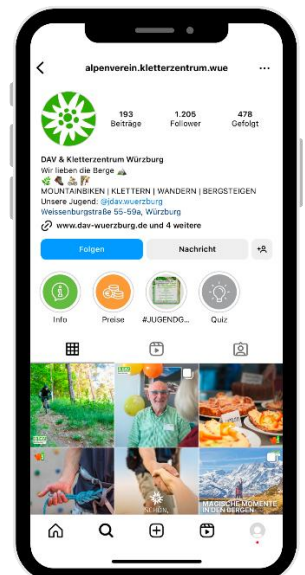 alpenverein.kletterzentrum.wue
193 1.205 478
Beiträge Follower Gefolgt
DAV & Kletterzentrum Würzburg
Wir lieben die Berge
MOUNTAINBIKEN | KLETTERN | WANDERN | BERGSTEIGEN
Unsere Jugend: @jdav.wuerzburg
Weissenburgstraße 55-59a, Würzburg
www.dav-wuerzburg.de und 4 weitere
Folgen Nachricht
Info Preise #JUGENDG... Quiz
SCHÖN,
MAGISCHE MOMENTE
IN DEN BERGEN